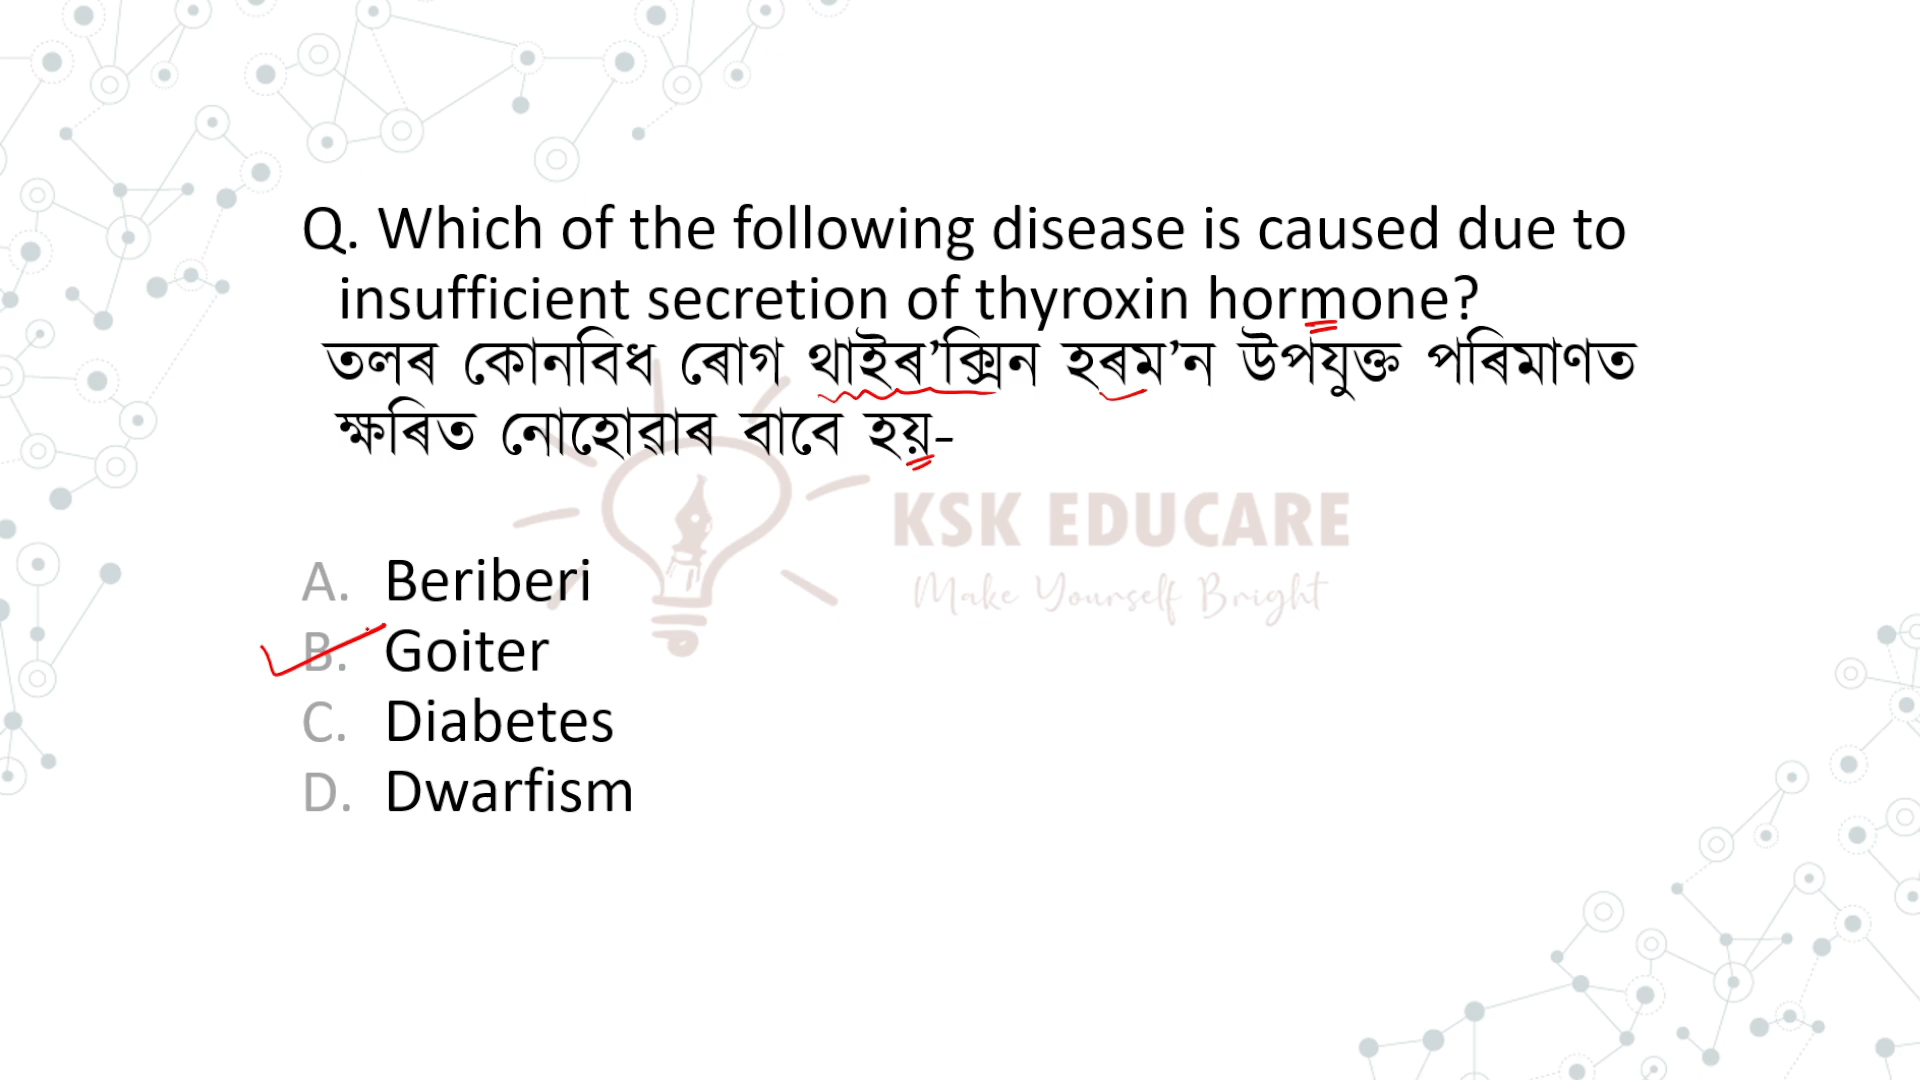 Q. Which of the following disease is caused due to
insufficient secretion of thyroxin hormone?
তলৰ কোনবিধ ৰোগ থাইৰ’ক্সিন হৰম’ন উপযুক্ত পৰিমাণত
ক্ষৰিত নোহোৱাৰ বাবে হয়-
KSK EDUCARE
Make Yourself Bright
A. Beriberi
B. Goiter
C. Diabetes
D. Dwarfism